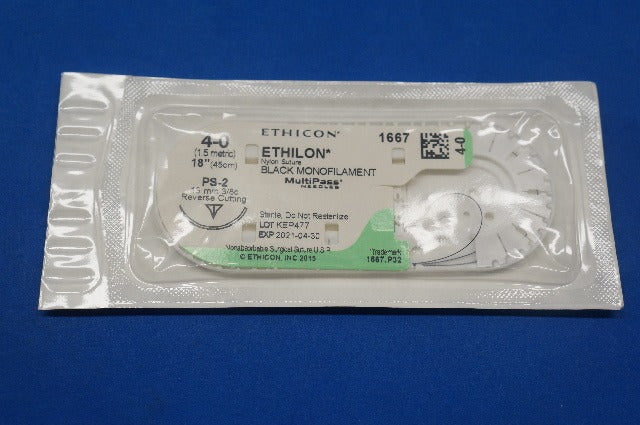 4-0
(1.5 metric)
18" (45cm)
PS-2
19 mm 3/8c
Reverse Cutting
ETHICON*
ETHILON*
Nylon Suture
BLACK MONOFILAMENT
MultiPass*
NEEDLES
Sterile, Do Not Resterilize
LOT KEP477
EXP 2021-04-30
Nonabsorbable Surgical Suture U.S.P.
© ETHICON, INC 2015
1667
4-0
*Trademark
1667.P32